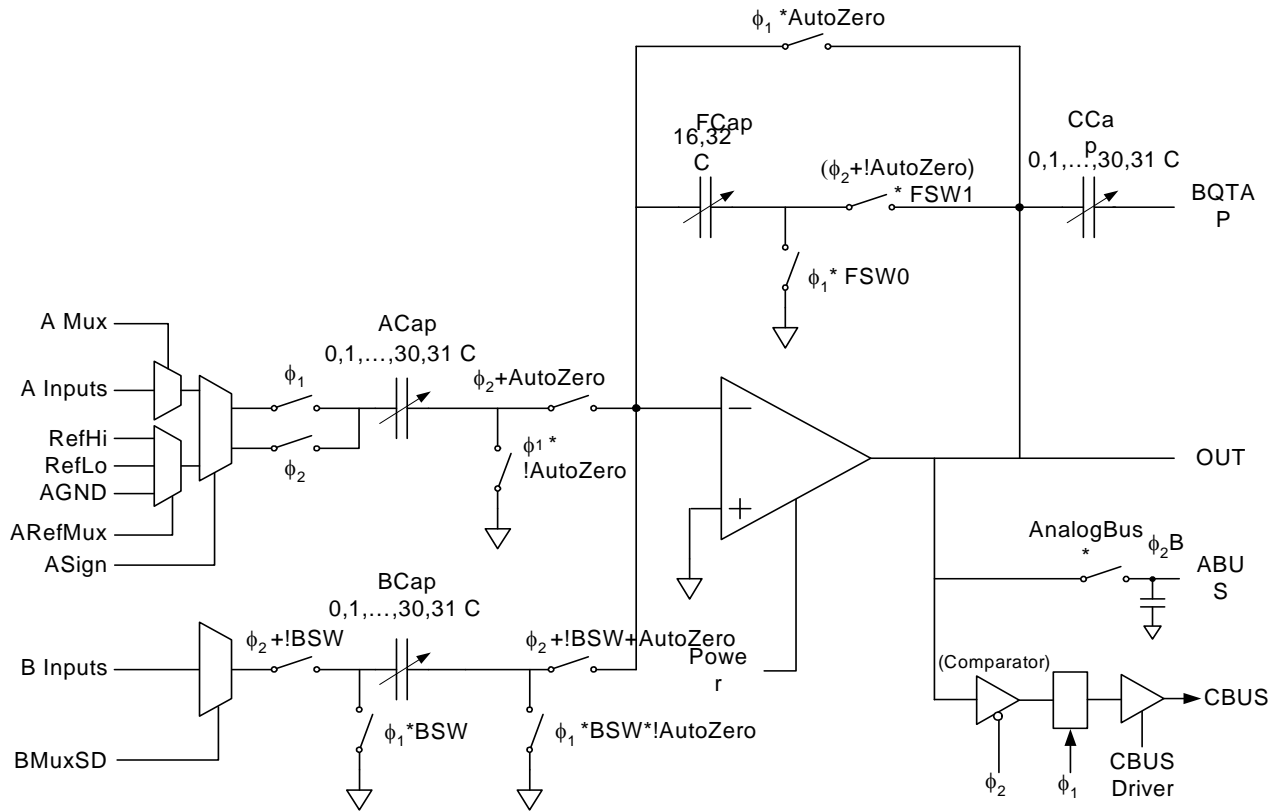 ϕ1 *AutoZero
FCap
16,32
C
CCa
p
0,1,...,30,31 C
(ϕ2+!AutoZero)
* FSW1
BQTA
P
ϕ1* FSW0
A Mux
ACap
0,1,...,30,31 C
A Inputs
ϕ1
ϕ2+AutoZero
RefHi
RefLo
ϕ2
ϕ1 *
!AutoZero
AGND
ARefMux
ASign
OUT
AnalogBus
*
ϕ2B
ABU
S
BCap
0,1,...,30,31 C
ϕ2+!BSW
ϕ2+!BSW+AutoZero
Powe
r
B Inputs
(Comparator)
CBUS
ϕ1*BSW
ϕ1 *BSW*!AutoZero
BMuxSD
ϕ2
ϕ1
CBUS
Driver